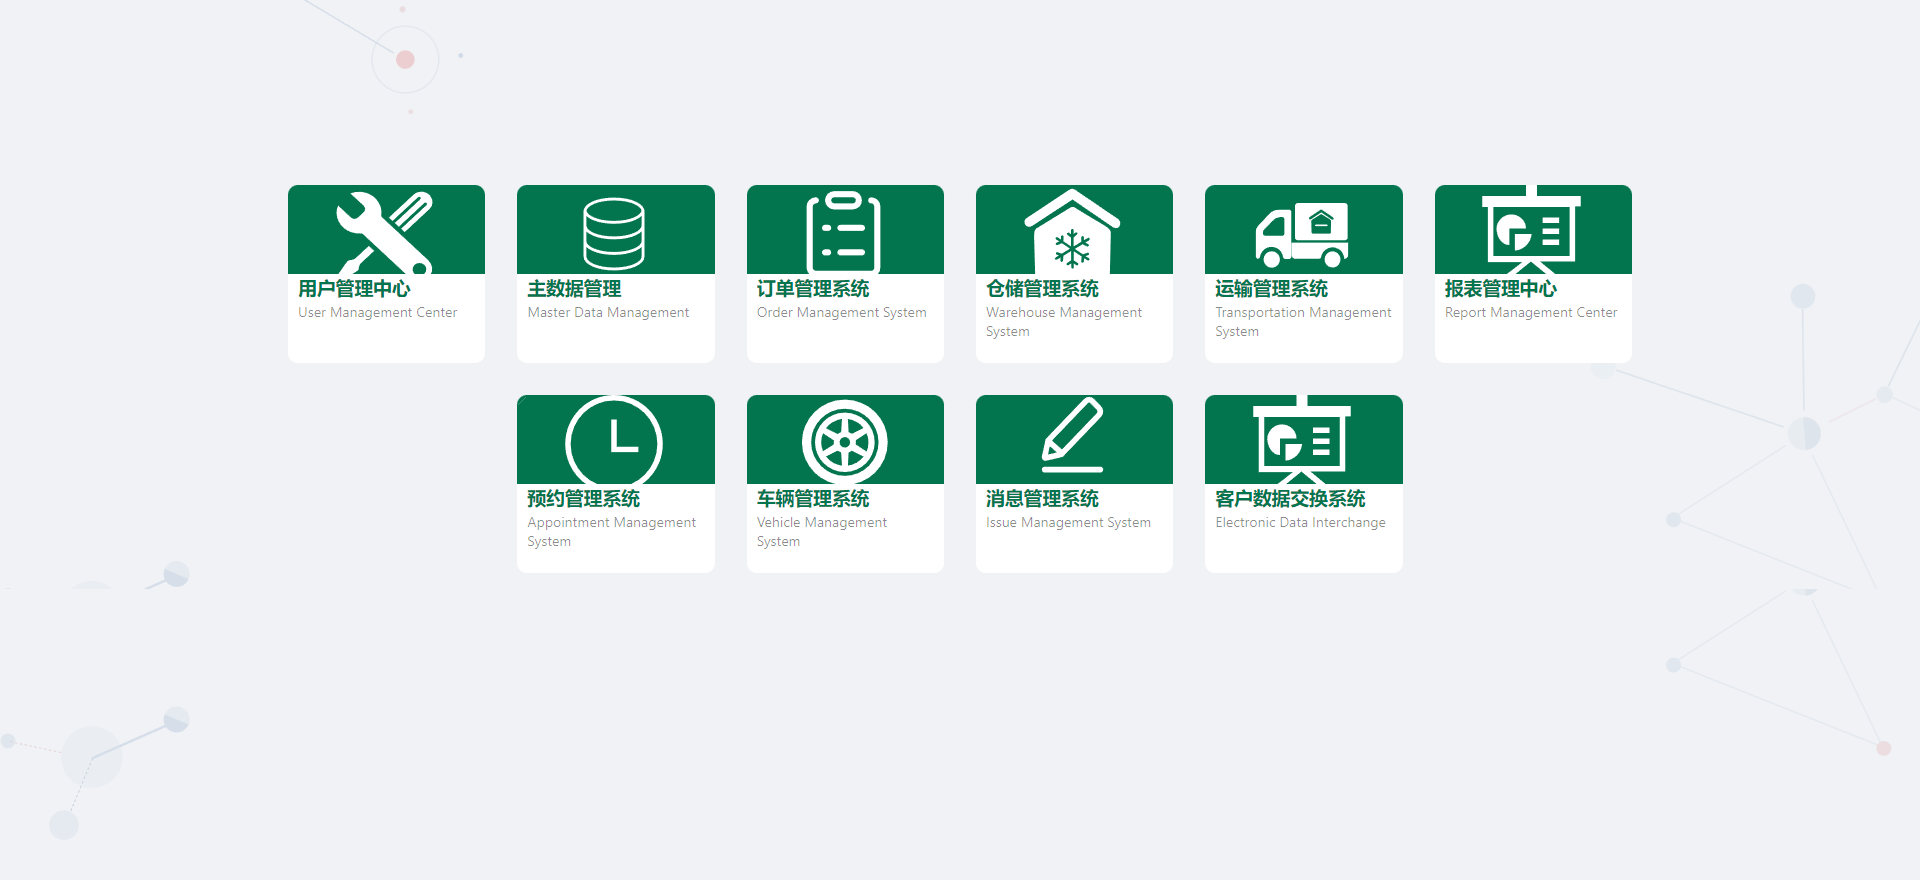 用户管理中心
User Management Center
主数据管理
Master Data Management
订单管理系统
Order Management System
仓储管理系统
Warehouse Management
System
运输管理系统
Transportation Management
System
报表管理中心
Report Management Center
预约管理系统
Appointment Management
System
车辆管理系统
Vehicle Management
System
消息管理系统
Issue Management System
客户数据交换系统
Electronic Data Interchange